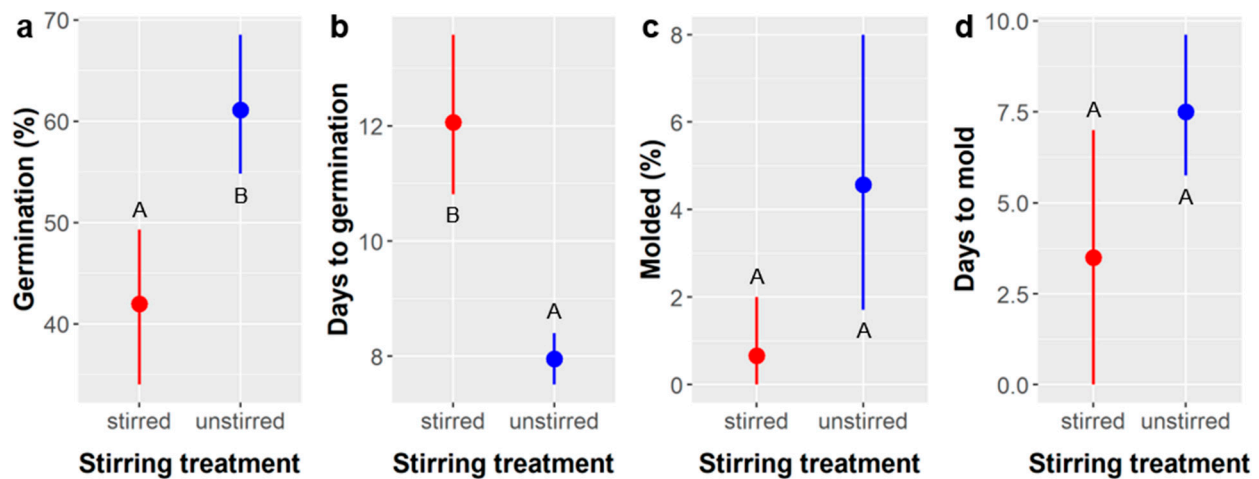 a
Germination (%)
70
60
50
40
A
B
stirred
unstirred
Stirring treatment
b
Days to germination
12
10
8
B
A
stirred
unstirred
Stirring treatment
c
Molded (%)
8
6
4
2
0
A
A
stirred
unstirred
Stirring treatment
d
Days to mold
10.0
7.5
5.0
2.5
0.0
A
A
stirred
unstirred
Stirring treatment